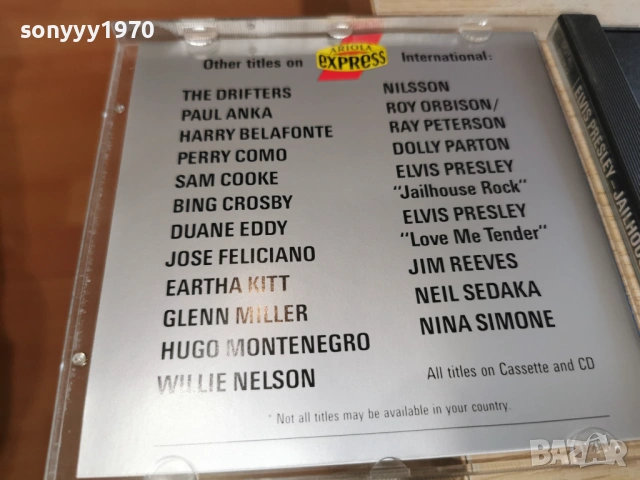 sonyyy1970
Other titles on ARIOLA EXPRESS International:
THE DRIFTERS
PAUL ANKA
HARRY BELAFONTE
PERRY COMO
SAM COOKE
BING CROSBY
DUANE EDDY
JOSE FELICIANO
EARTHA KITT
GLENN MILLER
HUGO MONTENEGRO
WILLIE NELSON
NILSSON
ROY ORBISON/
RAY PETERSON
DOLLY PARTON
ELVIS PRESLEY
"Jailhouse Rock"
ELVIS PRESLEY
"Love Me Tender"
JIM REEVES
NEIL SEDAKA
NINA SIMONE
All titles on Cassette and CD
* Not all titles may be available in your country.
ELVIS PRESLEY – JAILHOU
BAZAR